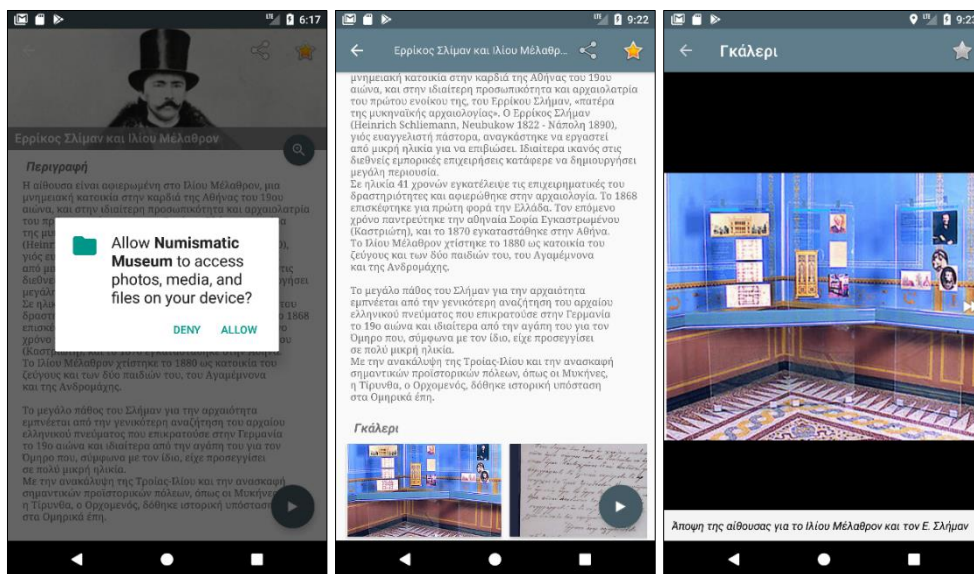 6:17
Ερρίκος Σλίμαν και Ιλίου Μέλαθρον
Περιγραφή
Η αίθουσα είναι αφιερωμένη στο Ιλίου Μέλαθρον, μια
μνημειακή κατοικία στην καρδιά της Αθήνας του 19ου
αιώνα, και στην ιδιαίτερη προσωπικότητα και αρχαιολατρία
Allow Numismatic
Museum to access
photos, media, and
files on your device?
DENY
ALLOW
Το Ιλίου Μέλαθρον χτίστηκε το 1880 ως κατοικία του
ζεύγους και των δύο παιδιών του, του Αγαμέμνονα
και της Ανδρομάχης.
Το μεγάλο πάθος του Σλήμαν για την αρχαιότητα
εμπνέεται από την γενικότερη αναζήτηση του αρχαίου
ελληνικού πνεύματος που επικρατούσε στην Γερμανία
το 19ο αιώνα και ιδιαίτερα από την αγάπη του για τον
Όμηρο που, σύμφωνα με τον ίδιο, είχε προσεγγίσει
σε πολύ μικρή ηλικία.
Με την ανακάλυψη της Τροίας-Ιλίου και την ανασκαφή
σημαντικών προϊστορικών πόλεων, όπως οι Μυκήνες,
η Τίρυνθα, ο Ορχομενός, δόθηκε ιστορική υπόσταση
στα Ομηρικά έπη.
9:22
Ερρίκος Σλίμαν και Ιλίου Μέλαθρ...
μνημειακή κατοικία στην καρδιά της Αθήνας του 19ου
αιώνα, και στην ιδιαίτερη προσωπικότητα και αρχαιολατρία
του πρώτου ενοίκου της, του Ερρίκου Σλήμαν, «πατέρα
της μυκηναϊκής αρχαιολογίας». Ο Ερρίκος Σλήμαν
(Heinrich Schliemann, Neubukow 1822 - Νάπολη 1890),
γιός ευαγγελιστή πάστορα, αναγκάστηκε να εργαστεί
από μικρή ηλικία για να επιβιώσει. Ιδιαίτερα ικανός στις
διεθνείς εμπορικές επιχειρήσεις κατάφερε να δημιουργήσει
μεγάλη περιουσία.
Σε ηλικία 41 χρονών εγκατέλειψε τις επιχειρηματικές του
δραστηριότητες και αφιερώθηκε στην αρχαιολογία. Το 1868
επισκέφτηκε για πρώτη φορά την Ελλάδα. Τον επόμενο
χρόνο παντρεύτηκε την αθηναία Σοφία Εγκαστρωμένου
(Καστριώτη), και το 1870 εγκαταστάθηκε στην Αθήνα.
Το Ιλίου Μέλαθρον χτίστηκε το 1880 ως κατοικία του
ζεύγους και των δύο παιδιών του, του Αγαμέμνονα
και της Ανδρομάχης.
Το μεγάλο πάθος του Σλήμαν για την αρχαιότητα
εμπνέεται από την γενικότερη αναζήτηση του αρχαίου
ελληνικού πνεύματος που επικρατούσε στην Γερμανία
το 19ο αιώνα και ιδιαίτερα από την αγάπη του για τον
Όμηρο που, σύμφωνα με τον ίδιο, είχε προσεγγίσει
σε πολύ μικρή ηλικία.
Με την ανακάλυψη της Τροίας-Ιλίου και την ανασκαφή
σημαντικών προϊστορικών πόλεων, όπως οι Μυκήνες,
η Τίρυνθα, ο Ορχομενός, δόθηκε ιστορική υπόσταση
στα Ομηρικά έπη.
Γκάλερι
Γκάλερι
Άποψη της αίθουσας για το Ιλίου Μέλαθρον και τον Ε. Σλήμαν